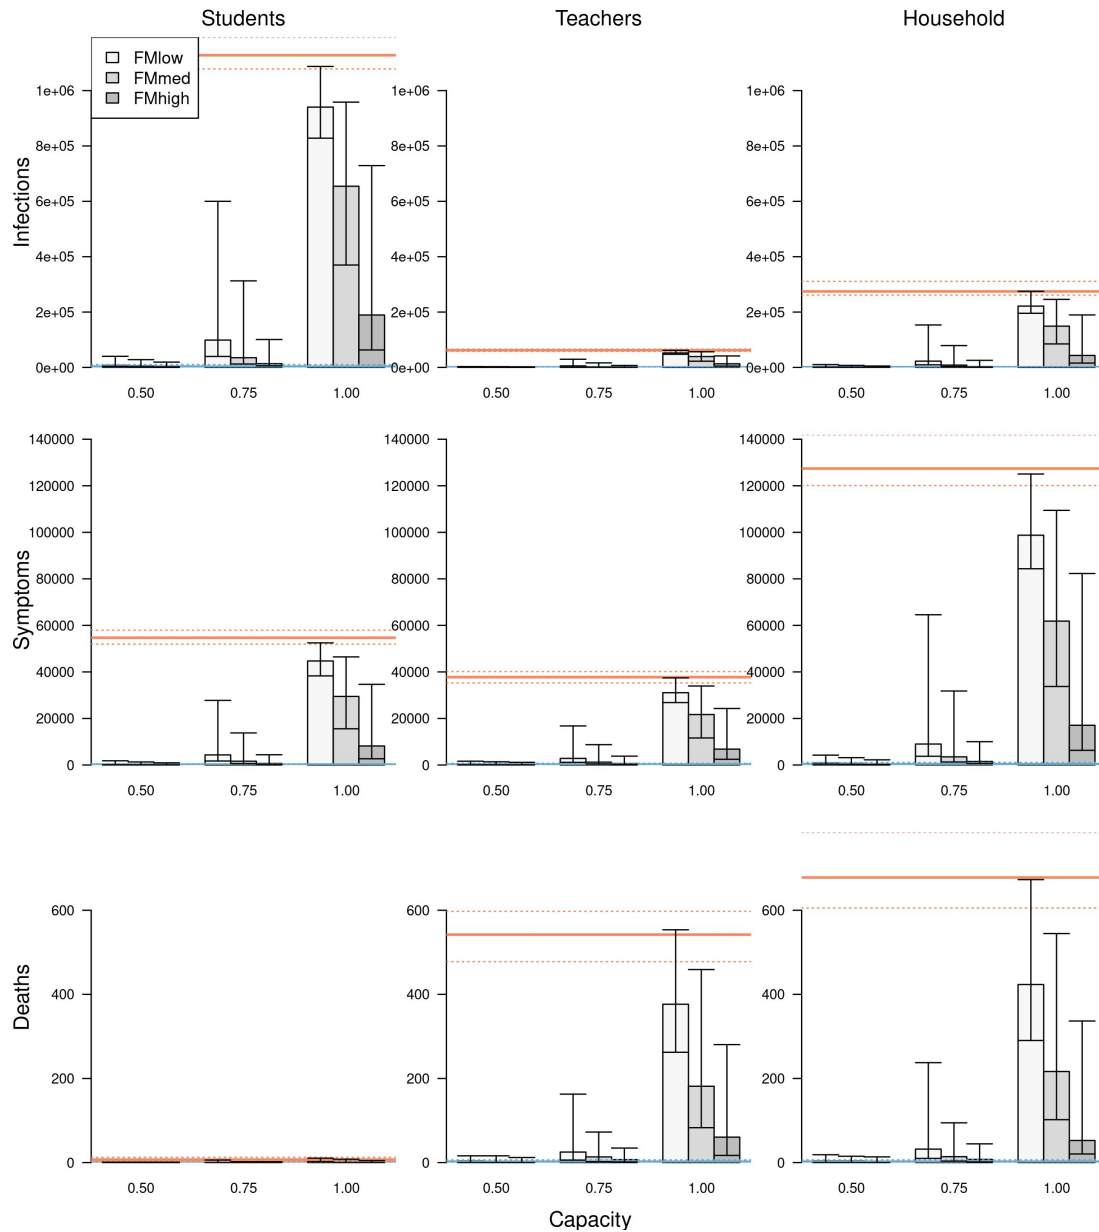 Students Teachers Household
FMlow
FMmed
FMhigh
Infections
1e+06 1e+06 1e+06
8e+05 8e+05 8e+05
6e+05 6e+05 6e+05
4e+05 4e+05 4e+05
2e+05 2e+05 2e+05
0e+00 0e+00 0e+00
0.50 0.75 1.00 0.50 0.75 1.00 0.50 0.75 1.00
Symptoms
140000 140000 140000
120000 120000 120000
100000 100000 100000
80000 80000 80000
60000 60000 60000
40000 40000 40000
20000 20000 20000
0 0 0
0.50 0.75 1.00 0.50 0.75 1.00 0.50 0.75 1.00
Deaths
600 600 600
400 400 400
200 200 200
0 0 0
0.50 0.75 1.00 0.50 0.75 1.00 0.50 0.75 1.00
Capacity